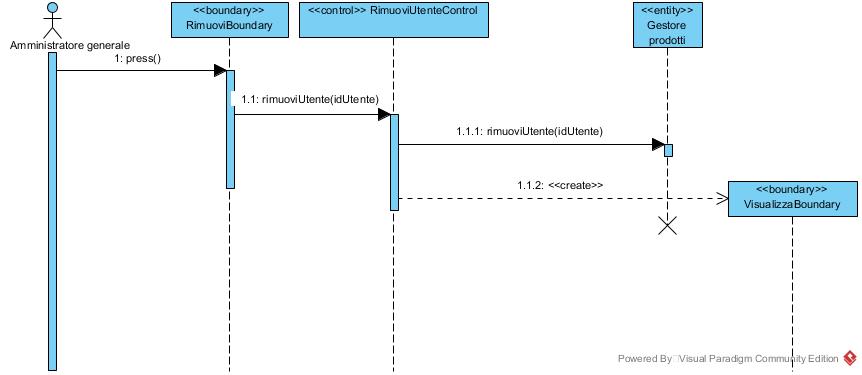 <<boundary>>
RimuoviBoundary
<<control>> RimuoviUtenteControl
<<entity>>
Gestore
prodotti
Amministratore generale
1: press()
1.1: rimuoviUtente(idUtente)
1.1.1: rimuoviUtente(idUtente)
1.1.2: <<create>>
<<boundary>>
VisualizzaBoundary
Powered By Visual Paradigm Community Edition